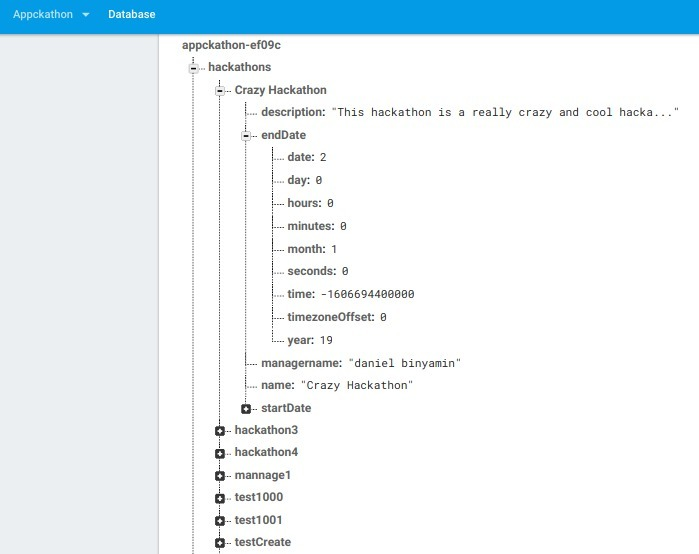 Appckathon Database
appckathon-ef09c
hackathons
Crazy Hackathon
description: "This hackathon is a really crazy and cool hacka..."
endDate
date: 2
day: 0
hours: 0
minutes: 0
month: 1
seconds: 0
time: -1606694400000
timezoneOffset: 0
year: 19
managername: "daniel binyamin"
name: "Crazy Hackathon"
startDate
hackathon3
hackathon4
mannage1
test1000
test1001
testCreate